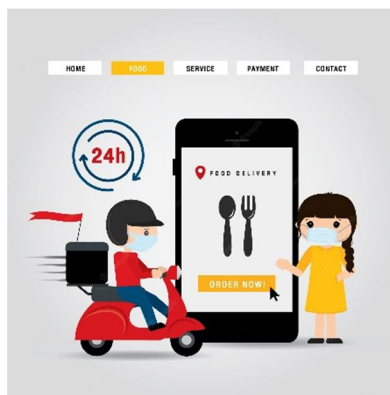 HOME FOOD SERVICE PAYMENT CONTACT
24h
FOOD DELIVERY
ORDER NOW!